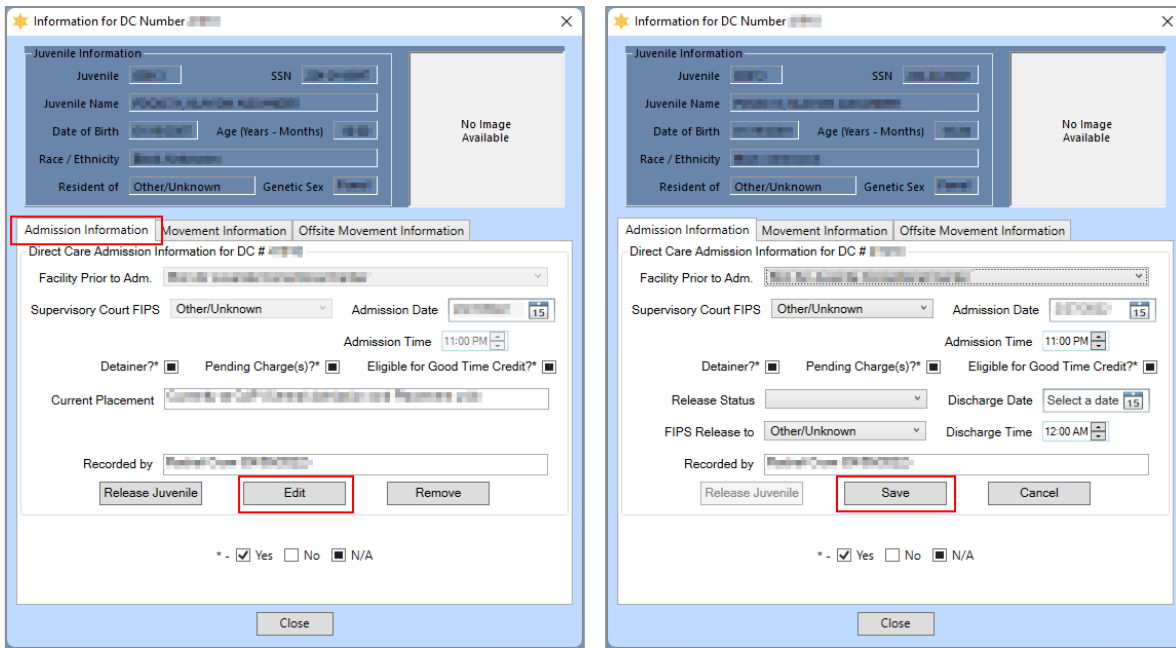 Information for DC Number
Juvenile Information
Juvenile SSN
Juvenile Name
Date of Birth Age (Years - Months)
Race / Ethnicity
Resident of Other/Unknown Genetic Sex
No Image
Available
Admission Information Movement Information Offsite Movement Information
Direct Care Admission Information for DC #
Facility Prior to Adm.
Supervisory Court FIPS Other/Unknown Admission Date 15
Admission Time 11:00 PM
Detainer?* Pending Charge(s)?* Eligible for Good Time Credit?*
Current Placement
Recorded by
Release Juvenile Edit Remove
* - Yes No N/A
Close
Information for DC Number
Juvenile Information
Juvenile SSN
Juvenile Name
Date of Birth Age (Years - Months)
Race / Ethnicity
Resident of Other/Unknown Genetic Sex
No Image
Available
Admission Information Movement Information Offsite Movement Information
Direct Care Admission Information for DC #
Facility Prior to Adm.
Supervisory Court FIPS Other/Unknown Admission Date 15
Admission Time 11:00 PM
Detainer?* Pending Charge(s)?* Eligible for Good Time Credit?*
Release Status Discharge Date Select a date 15
FIPS Release to Other/Unknown Discharge Time 12:00 AM
Recorded by
Release Juvenile Save Cancel
* - Yes No N/A
Close